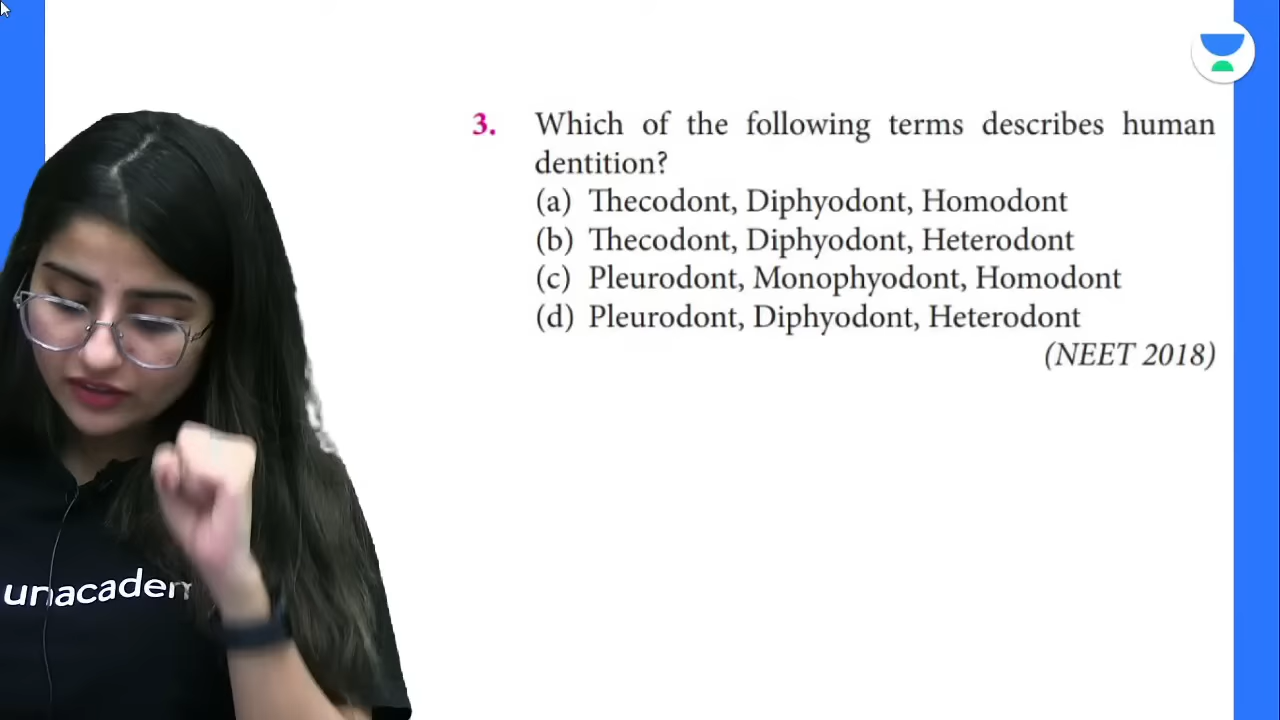 3. Which of the following terms describes human
dentition?
(a) Thecodont, Diphyodont, Homodont
(b) Thecodont, Diphyodont, Heterodont
(c) Pleurodont, Monophyodont, Homodont
(d) Pleurodont, Diphyodont, Heterodont
(NEET 2018)
unacadem